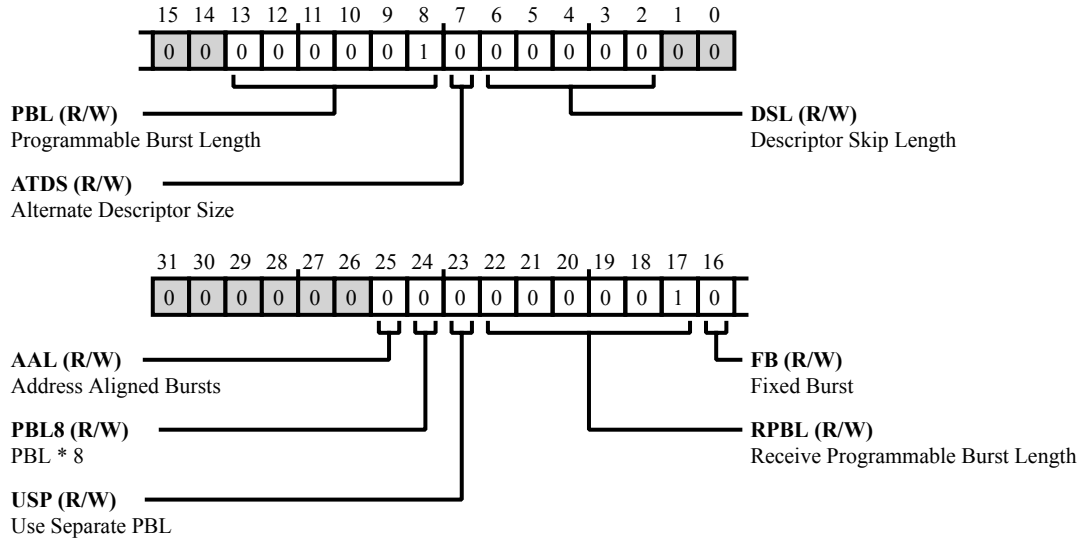 15 14 13 12 11 10 9 8 7 6 5 4 3 2 1 0
0 0 0 0 0 0 0 1 0 0 0 0 0 0 0 0
PBL (R/W)
Programmable Burst Length
DSL (R/W)
Descriptor Skip Length
ATDS (R/W)
Alternate Descriptor Size
31 30 29 28 27 26 25 24 23 22 21 20 19 18 17 16
0 0 0 0 0 0 0 0 0 0 0 0 0 0 1 0
AAL (R/W)
Address Aligned Bursts
FB (R/W)
Fixed Burst
PBL8 (R/W)
PBL * 8
RPBL (R/W)
Receive Programmable Burst Length
USP (R/W)
Use Separate PBL